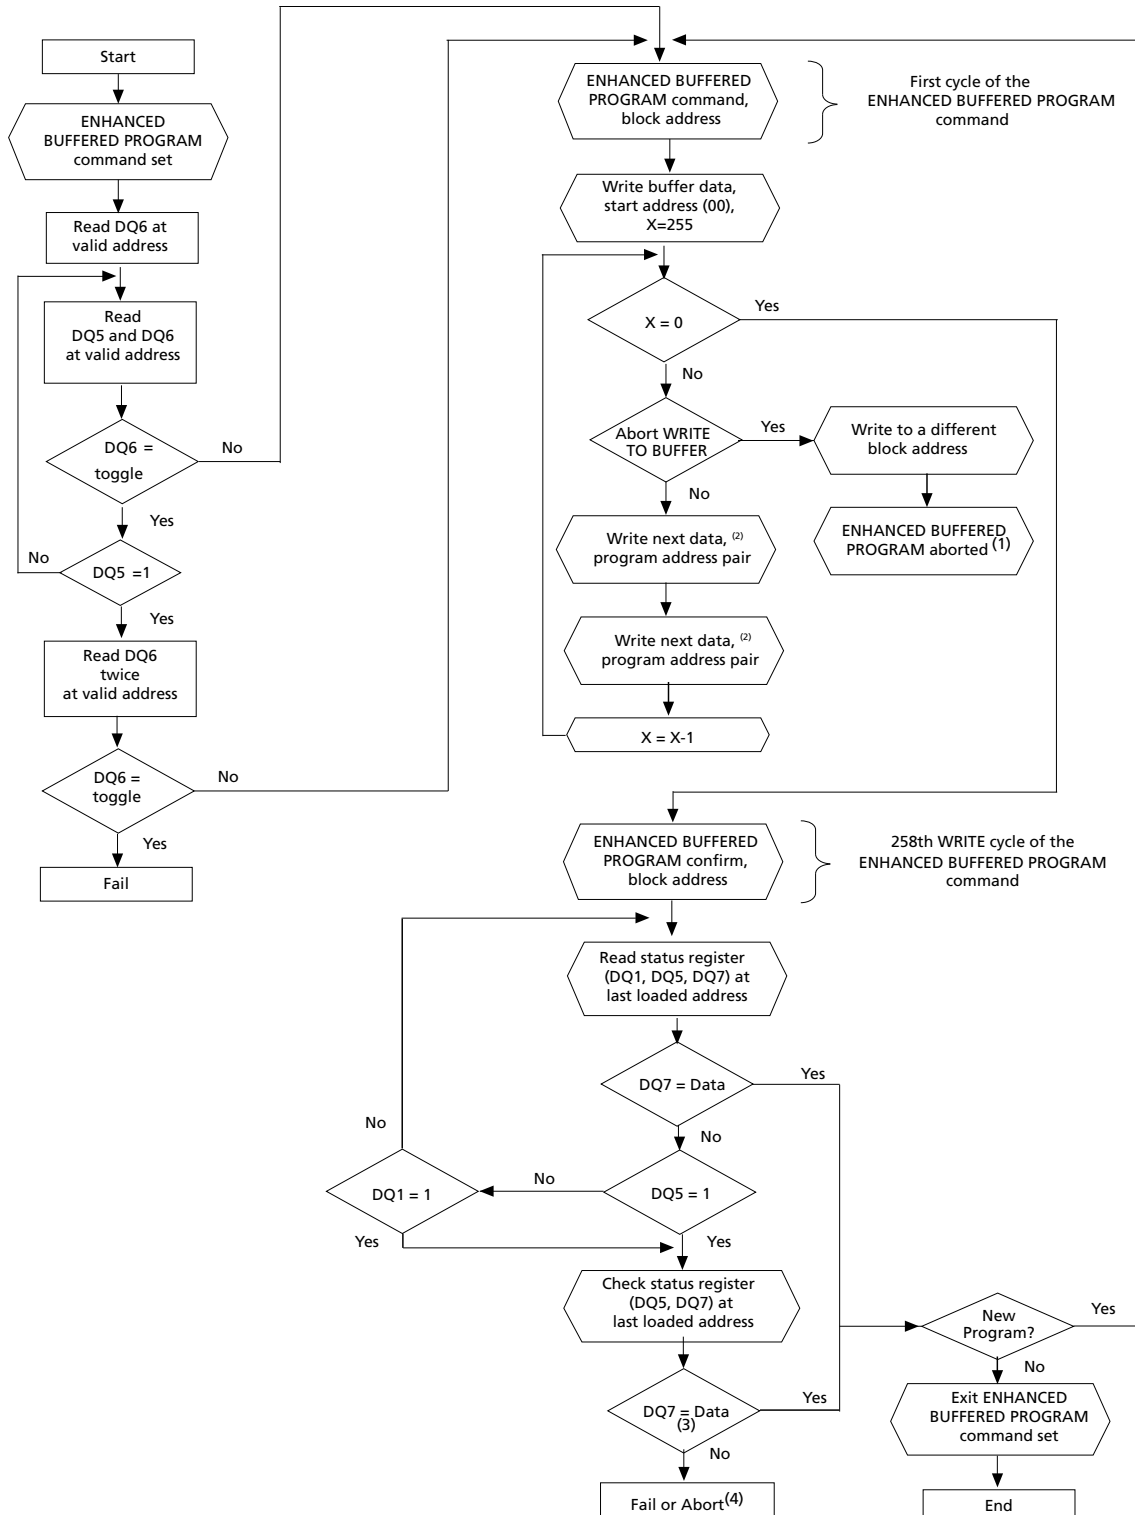 Start
ENHANCED
BUFFERED PROGRAM
command set
Read DQ6 at
valid address
Read
DQ5 and DQ6
at valid address
DQ6 =
toggle
No
Yes
No
DQ5 =1
Yes
Read DQ6
twice
at valid address
DQ6 =
toggle
No
Yes
Fail
ENHANCED BUFFERED
PROGRAM command,
block address
First cycle of the
ENHANCED BUFFERED PROGRAM
command
Write buffer data,
start address (00),
X=255
X = 0
Yes
No
Abort WRITE
TO BUFFER
Yes
Write to a different
block address
No
ENHANCED BUFFERED
PROGRAM aborted (1)
Write next data, (2)
program address pair
Write next data, (2)
program address pair
X = X-1
ENHANCED BUFFERED
PROGRAM confirm,
block address
258th WRITE cycle of the
ENHANCED BUFFERED PROGRAM
command
Read status register
(DQ1, DQ5, DQ7) at
last loaded address
DQ7 = Data
Yes
No
No
DQ1 = 1
No
DQ5 = 1
Yes
Yes
Check status register
(DQ5, DQ7) at
last loaded address
New
Program?
Yes
No
DQ7 = Data
(3)
Yes
No
Exit ENHANCED
BUFFERED PROGRAM
command set
Fail or Abort(4)
End